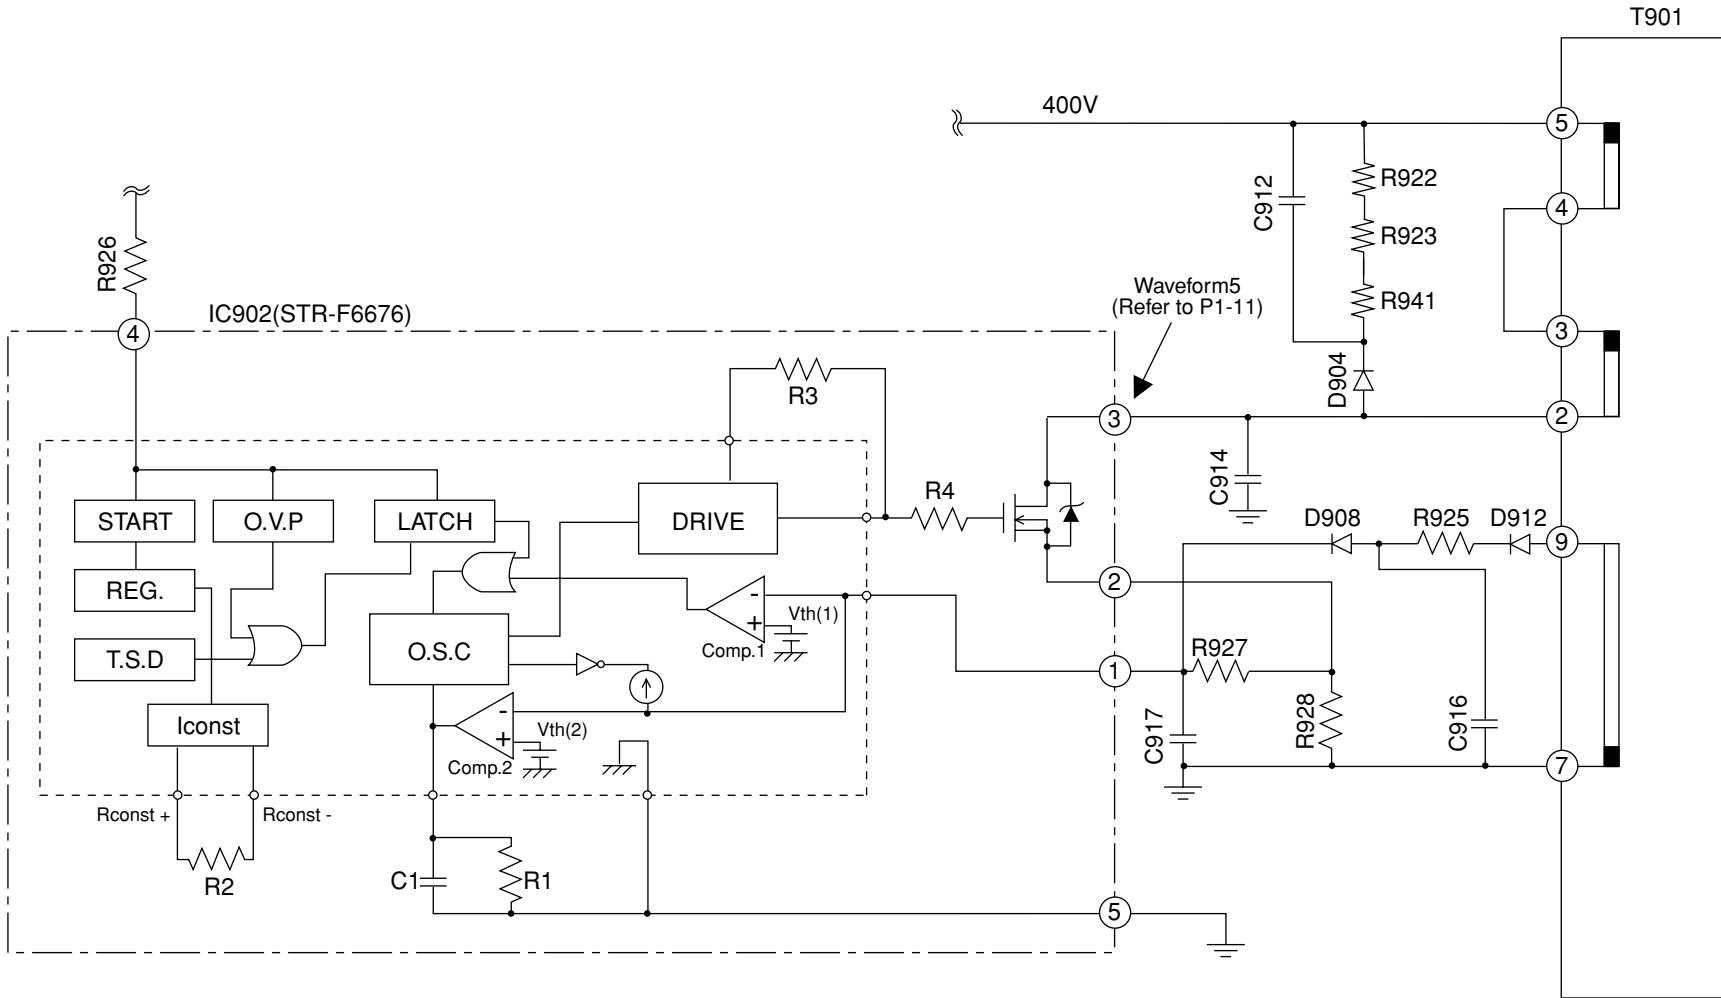 T901
400V
5
R922
C912
4
R923
R926
Waveform5
(Refer to P1-11)
R941
IC902(STR-F6676)
4
3
D904
R3
3
2
C914
R4
START
O.V.P
LATCH
DRIVE
D908
R925
D912
9
REG.
2
-
Vth(1)
+
Comp.1
T.S.D
O.S.C
R927
1
Iconst
-
Vth(2)
+
Comp.2
C917
R928
C916
7
Rconst +
Rconst -
R2
C1
R1
5